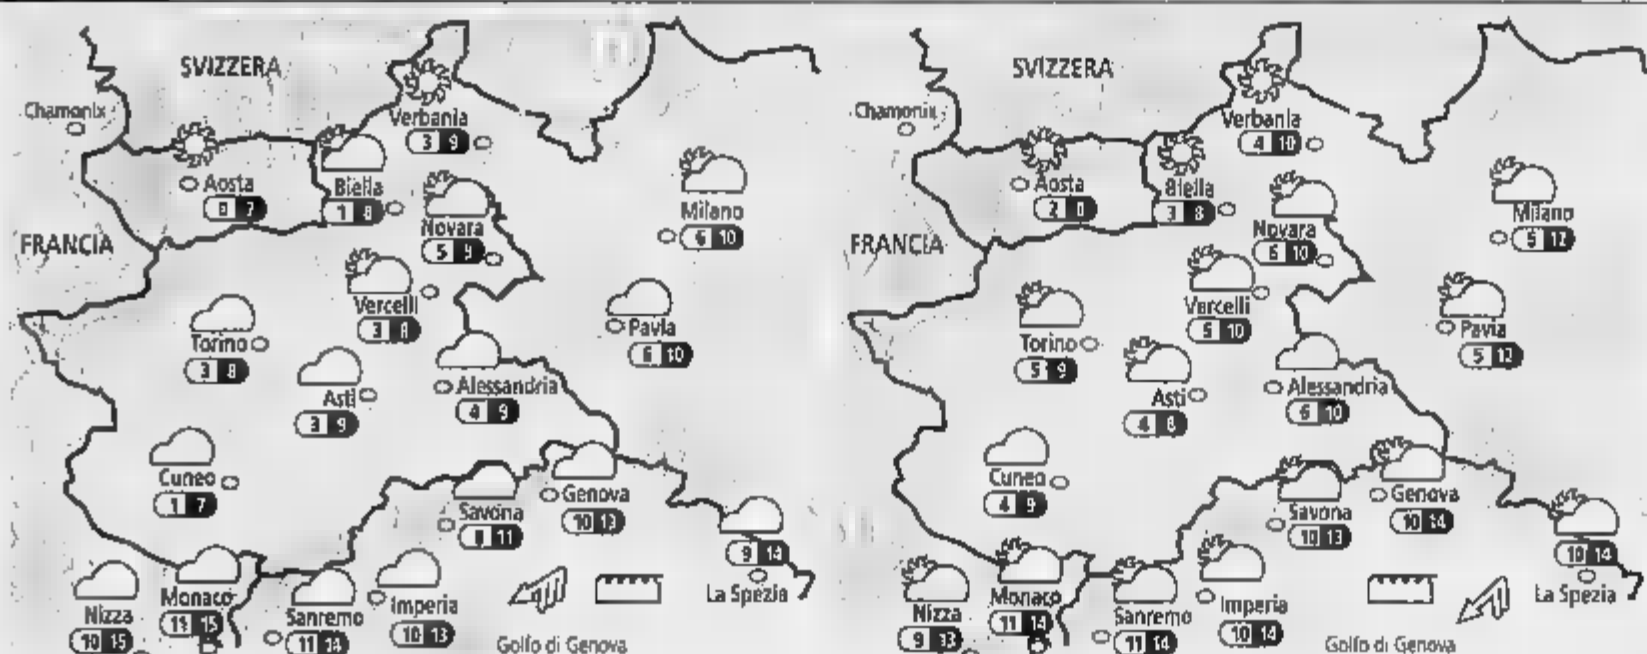 SVIZZERA
Chamonix
Verbania
3 9
Aosta
7
Biella
1 8
Milano
6 10
FRANCIA
Novara
5 9
Vercelli
3 8
Pavia
6 10
Torino
3 8
Asti
3 9
Alessandria
4 9
Cuneo
1 7
Genova
10 13
Savona
11
9 14
La Spezia
Nizza
10 15
Monaco
11 15
Sanremo
11 14
Imperia
10 13
Golfo di Genova
SVIZZERA
Chamonix
Verbania
4 10
Aosta
2
Biella
3 8
Milano
5 12
FRANCIA
Novara
6 10
Vercelli
5 10
Pavia
5 12
Torino
5 9
Asti
4 8
Alessandria
6 10
Cuneo
4 9
Genova
10 14
Savona
10 13
10 14
La Spezia
Nizza
9 13
Monaco
11 14
Sanremo
11 14
Imperia
10 14
Golfo di Genova